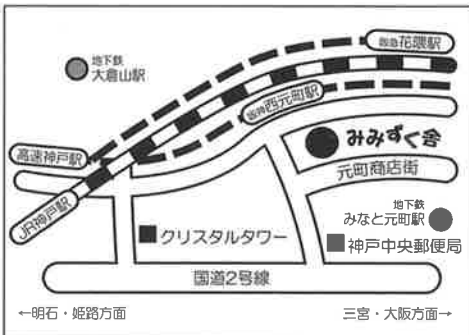 阪急花隈駅
地下鉄
大倉山駅
阪神西元町駅
みみずく舎
高速神戸駅
元町商店街
JR神戸駅
地下鉄
みなと元町駅
クリスタルタワー
神戸中央郵便局
国道2号線
←明石・姫路方面
三宮・大阪方面→